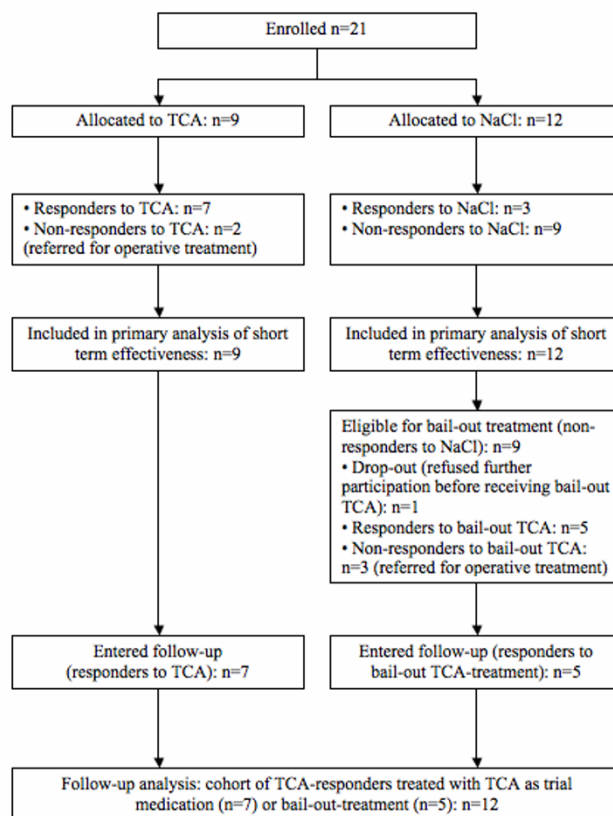 Enrolled n=21
Allocated to TCA: n=9
Allocated to NaCl: n=12
• Responders to TCA: n=7
• Non-responders to TCA: n=2
(referred for operative treatment)
• Responders to NaCl: n=3
• Non-responders to NaCl: n=9
Included in primary analysis of short
term effectiveness: n=9
Included in primary analysis of short
term effectiveness: n=12
Eligible for bail-out treatment (non-
responders to NaCl): n=9
• Drop-out (refused further
participation before receiving bail-out
TCA): n=1
• Responders to bail-out TCA: n=5
• Non-responders to bail-out TCA:
n=3 (referred for operative treatment)
Entered follow-up
(responders to TCA): n=7
Entered follow-up (responders to
bail-out TCA-treatment): n=5
Follow-up analysis: cohort of TCA-responders treated with TCA as trial
medication (n=7) or bail-out-treatment (n=5): n=12